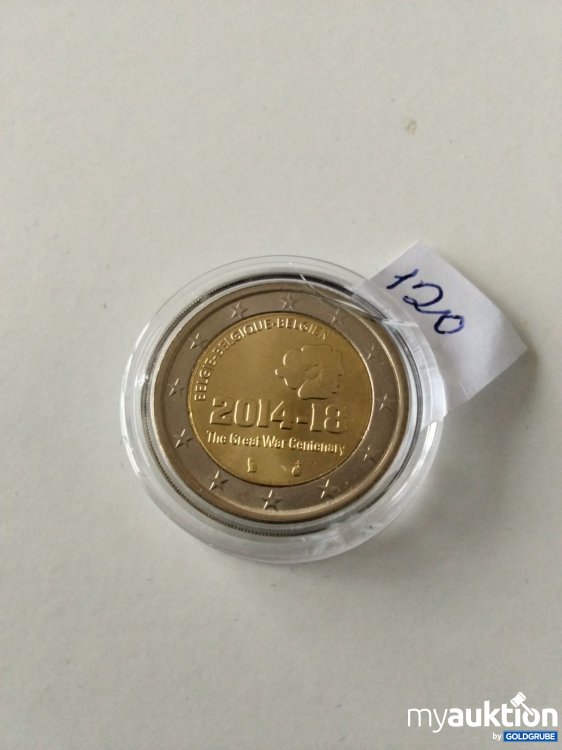 120
BELGIE-BELGIQUE-BELGIEN
2014-18
The Great War Centenary
myauktion
by GOLDGRUBE